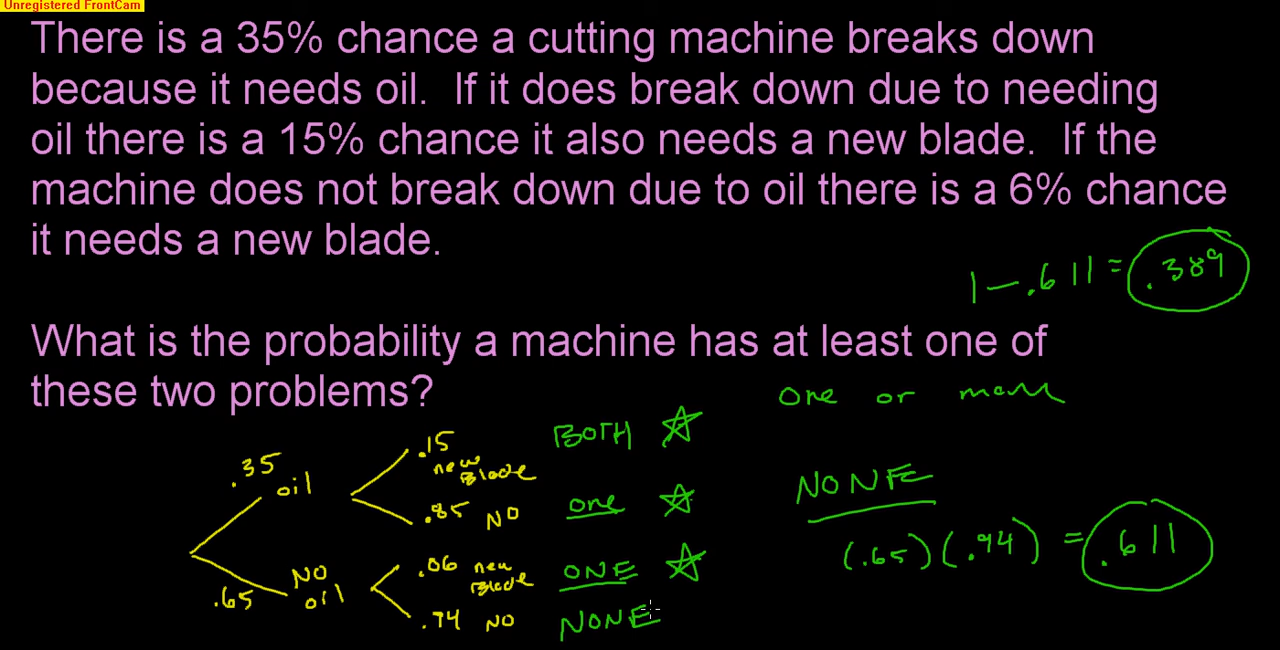 Unregistered FrontCam
There is a 35% chance a cutting machine breaks down
because it needs oil. If it does break down due to needing
oil there is a 15% chance it also needs a new blade. If the
machine does not break down due to oil there is a 6% chance
it needs a new blade.
1 - .611 = .389
What is the probability a machine has at least one of
these two problems?
one or more
.35 oil
.15 new Blade
BOTH
.85 NO
one
NONE
(.65)(.94) = .611
.65 NO oil
.06 new Blade
ONE
.94 NO
NONE